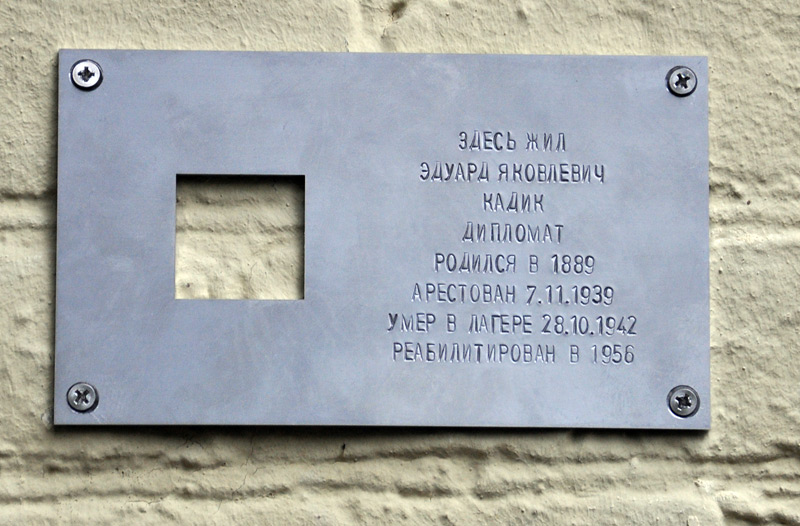 ЗДЕСЬ ЖИЛ
ЭДУАРД ЯКОВЛЕВИЧ
КАДИК
ДИПЛОМАТ
РОДИЛСЯ В 1889
АРЕСТОВАН 7.11.1939
УМЕР В ЛАГЕРЕ 28.10.1942
РЕАБИЛИТИРОВАН В 1956